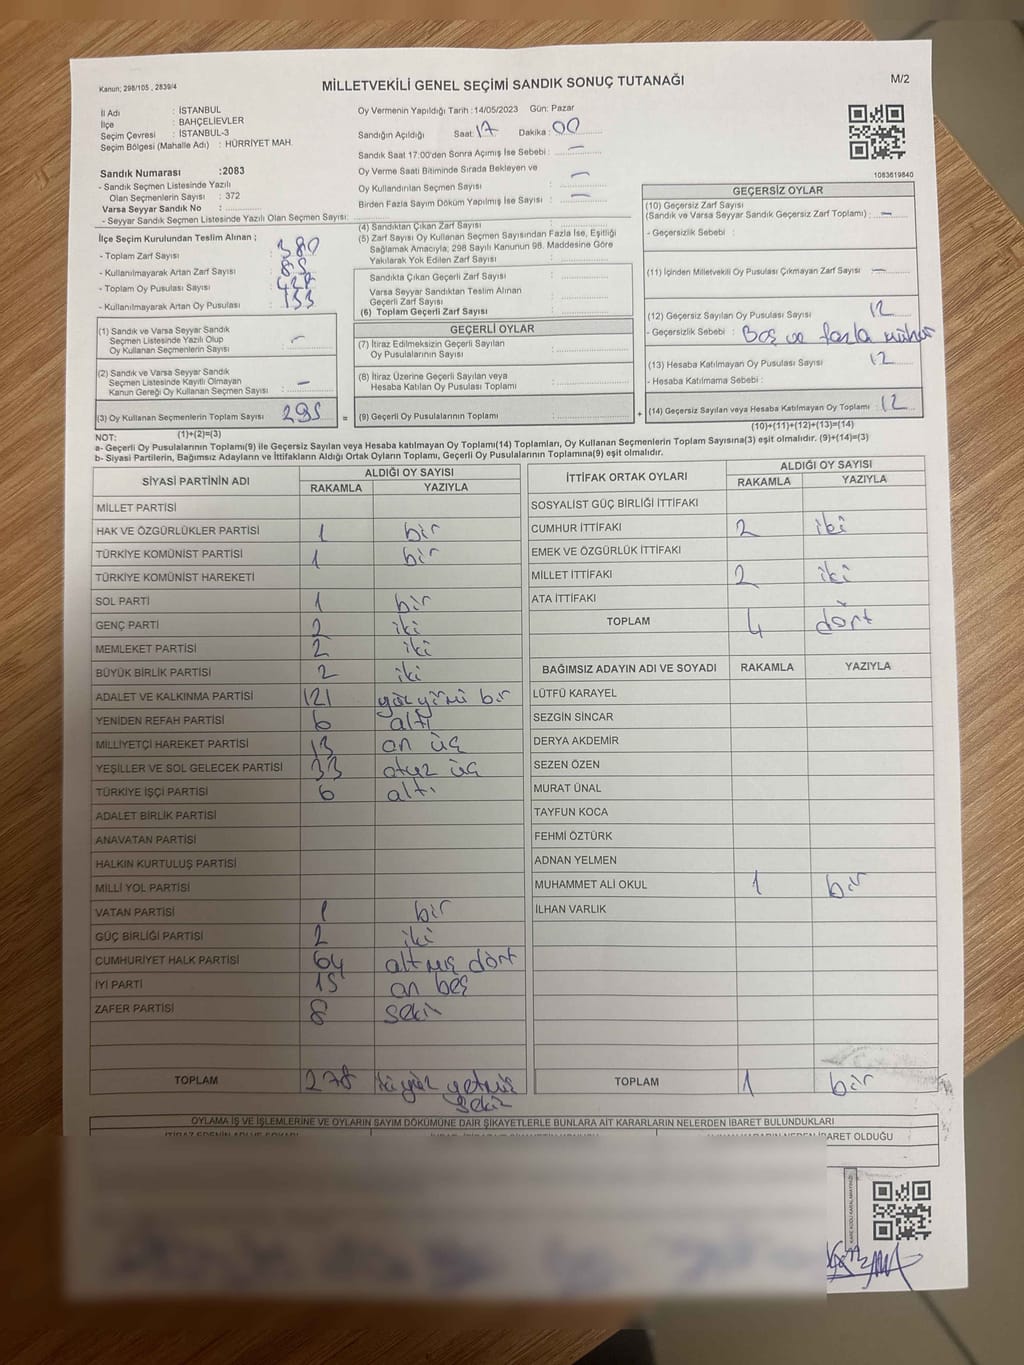 Kanun; 298/105 , 2839/4
MİLLETVEKİLİ GENEL SEÇİMİ SANDIK SONUÇ TUTANAĞI
M/2
İl Adı : İSTANBUL
İlçe : BAHÇELİEVLER
Seçim Çevresi : İSTANBUL-3
Seçim Bölgesi (Mahalle Adı) : HÜRRİYET MAH.
Oy Vermenin Yapıldığı Tarih :14/05/2023 Gün: Pazar
Sandığın Açıldığı Saat: 17 Dakika : 00
Sandık Saat 17:00'den Sonra Açımış İse Sebebi : —
Oy Verme Saati Bitiminde Sırada Bekleyen ve
Oy Kullandırılan Seçmen Sayısı —
Birden Fazla Sayım Döküm Yapılmış İse Sayısı : —
1083619840
Sandık Numarası :2083
- Sandık Seçmen Listesinde Yazılı
Olan Seçmenlerin Sayısı : 372
Varsa Seyyar Sandık No :
- Seyyar Sandık Seçmen Listesinde Yazılı Olan Seçmen Sayısı:
İlçe Seçim Kurulundan Teslim Alınan ;
- Toplam Zarf Sayısı : 380
- Kullanılmayarak Artan Zarf Sayısı : 85
- Toplam Oy Pusulası Sayısı : 428
- Kullanılmayarak Artan Oy Pusulası : 133
(1) Sandık ve Varsa Seyyar Sandık
Seçmen Listesinde Yazılı Olup
Oy Kullanan Seçmenlerin Sayısı : —
(2) Sandık ve Varsa Seyyar Sandık
Seçmen Listesinde Kayıtlı Olmayan
Kanun Gereği Oy Kullanan Seçmen Sayısı : —
(3) Oy Kullanan Seçmenlerin Toplam Sayısı : 295 =
(1)+(2)=(3)
(4) Sandıktan Çıkan Zarf Sayısı :
(5) Zarf Sayısı Oy Kullanan Seçmen Sayısından Fazla İse, Eşitliği
Sağlamak Amacıyla; 298 Sayılı Kanunun 98. Maddesine Göre
Yakılarak Yok Edilen Zarf Sayısı :
Sandıkta Çıkan Geçerli Zarf Sayısı :
Varsa Seyyar Sandıktan Teslim Alınan
Geçerli Zarf Sayısı :
(6) Toplam Geçerli Zarf Sayısı :
GEÇERLİ OYLAR
(7) İtiraz Edilmeksizin Geçerli Sayılan
Oy Pusulalarının Sayısı :
(8) İtiraz Üzerine Geçerli Sayılan veya
Hesaba Katılan Oy Pusulası Toplamı :
(9) Geçerli Oy Pusulalarının Toplamı : +
GEÇERSİZ OYLAR
(10) Geçersiz Zarf Sayısı
(Sandık ve Varsa Seyyar Sandık Geçersiz Zarf Toplamı) : —
- Geçersizlik Sebebi :
(11) İçinden Milletvekili Oy Pusulası Çıkmayan Zarf Sayısı —
(12) Geçersiz Sayılan Oy Pusulası Sayısı : 12
- Geçersizlik Sebebi : Boş ve fazla mühür
(13) Hesaba Katılmayan Oy Pusulası Sayısı : 12
- Hesaba Katılmama Sebebi :
(14) Geçersiz Sayılan veya Hesaba Katılmayan Oy Toplamı : 12
(10)+(11)+(12)+(13)=(14)
NOT:
a- Geçerli Oy Pusulalarının Toplamı(9) ile Geçersiz Sayılan veya Hesaba katılmayan Oy Toplamı(14) Toplamları, Oy Kullanan Seçmenlerin Toplam Sayısına(3) eşit olmalıdır. (9)+(14)=(3)
b- Siyasi Partilerin, Bağımsız Adayların ve İttifakların Aldığı Ortak Oyların Toplamı, Geçerli Oy Pusulalarının Toplamına(9) eşit olmalıdır.
SİYASİ PARTİNİN ADI ALDIĞI OY SAYISI
RAKAMLA YAZIYLA
MİLLET PARTİSİ
HAK VE ÖZGÜRLÜKLER PARTİSİ 1 bir
TÜRKİYE KOMÜNİST PARTİSİ 1 bir
TÜRKİYE KOMÜNİST HAREKETİ
SOL PARTİ 1 bir
GENÇ PARTİ 2 iki
MEMLEKET PARTİSİ 2 iki
BÜYÜK BİRLİK PARTİSİ 2 iki
ADALET VE KALKINMA PARTİSİ 121 yüz yirmi bir
YENİDEN REFAH PARTİSİ 6 altı
MİLLİYETÇİ HAREKET PARTİSİ 13 on üç
YEŞİLLER VE SOL GELECEK PARTİSİ 33 otuz üç
TÜRKİYE İŞÇİ PARTİSİ 6 altı
ADALET BİRLİK PARTİSİ
ANAVATAN PARTİSİ
HALKIN KURTULUŞ PARTİSİ
MİLLİ YOL PARTİSİ
VATAN PARTİSİ 1 bir
GÜÇ BİRLİĞİ PARTİSİ 2 iki
CUMHURİYET HALK PARTİSİ 64 altmış dört
İYİ PARTİ 15 on beş
ZAFER PARTİSİ 8 sekiz
TOPLAM 278 iki yüz yetmiş
sekiz
İTTİFAK ORTAK OYLARI ALDIĞI OY SAYISI
RAKAMLA YAZIYLA
SOSYALİST GÜÇ BİRLİĞİ İTTİFAKI
CUMHUR İTTİFAKI 2 iki
EMEK VE ÖZGÜRLÜK İTTİFAKI
MİLLET İTTİFAKI 2 iki
ATA İTTİFAKI
TOPLAM 4 dört
BAĞIMSIZ ADAYIN ADI VE SOYADI RAKAMLA YAZIYLA
LÜTFÜ KARAYEL
SEZGİN SİNCAR
DERYA AKDEMİR
SEZEN ÖZEN
MURAT ÜNAL
TAYFUN KOCA
FEHMİ ÖZTÜRK
ADNAN YELMEN
MUHAMMET ALİ OKUL 1 bir
İLHAN VARLIK
TOPLAM 1 bir
OYLAMA İŞ VE İŞLEMLERİNE VE OYLARIN SAYIM DÖKÜMÜNE DAİR ŞİKAYETLERLE BUNLARA AİT KARARLARIN NELERDEN İBARET BULUNDUKLARI
İBARET OLDUĞU